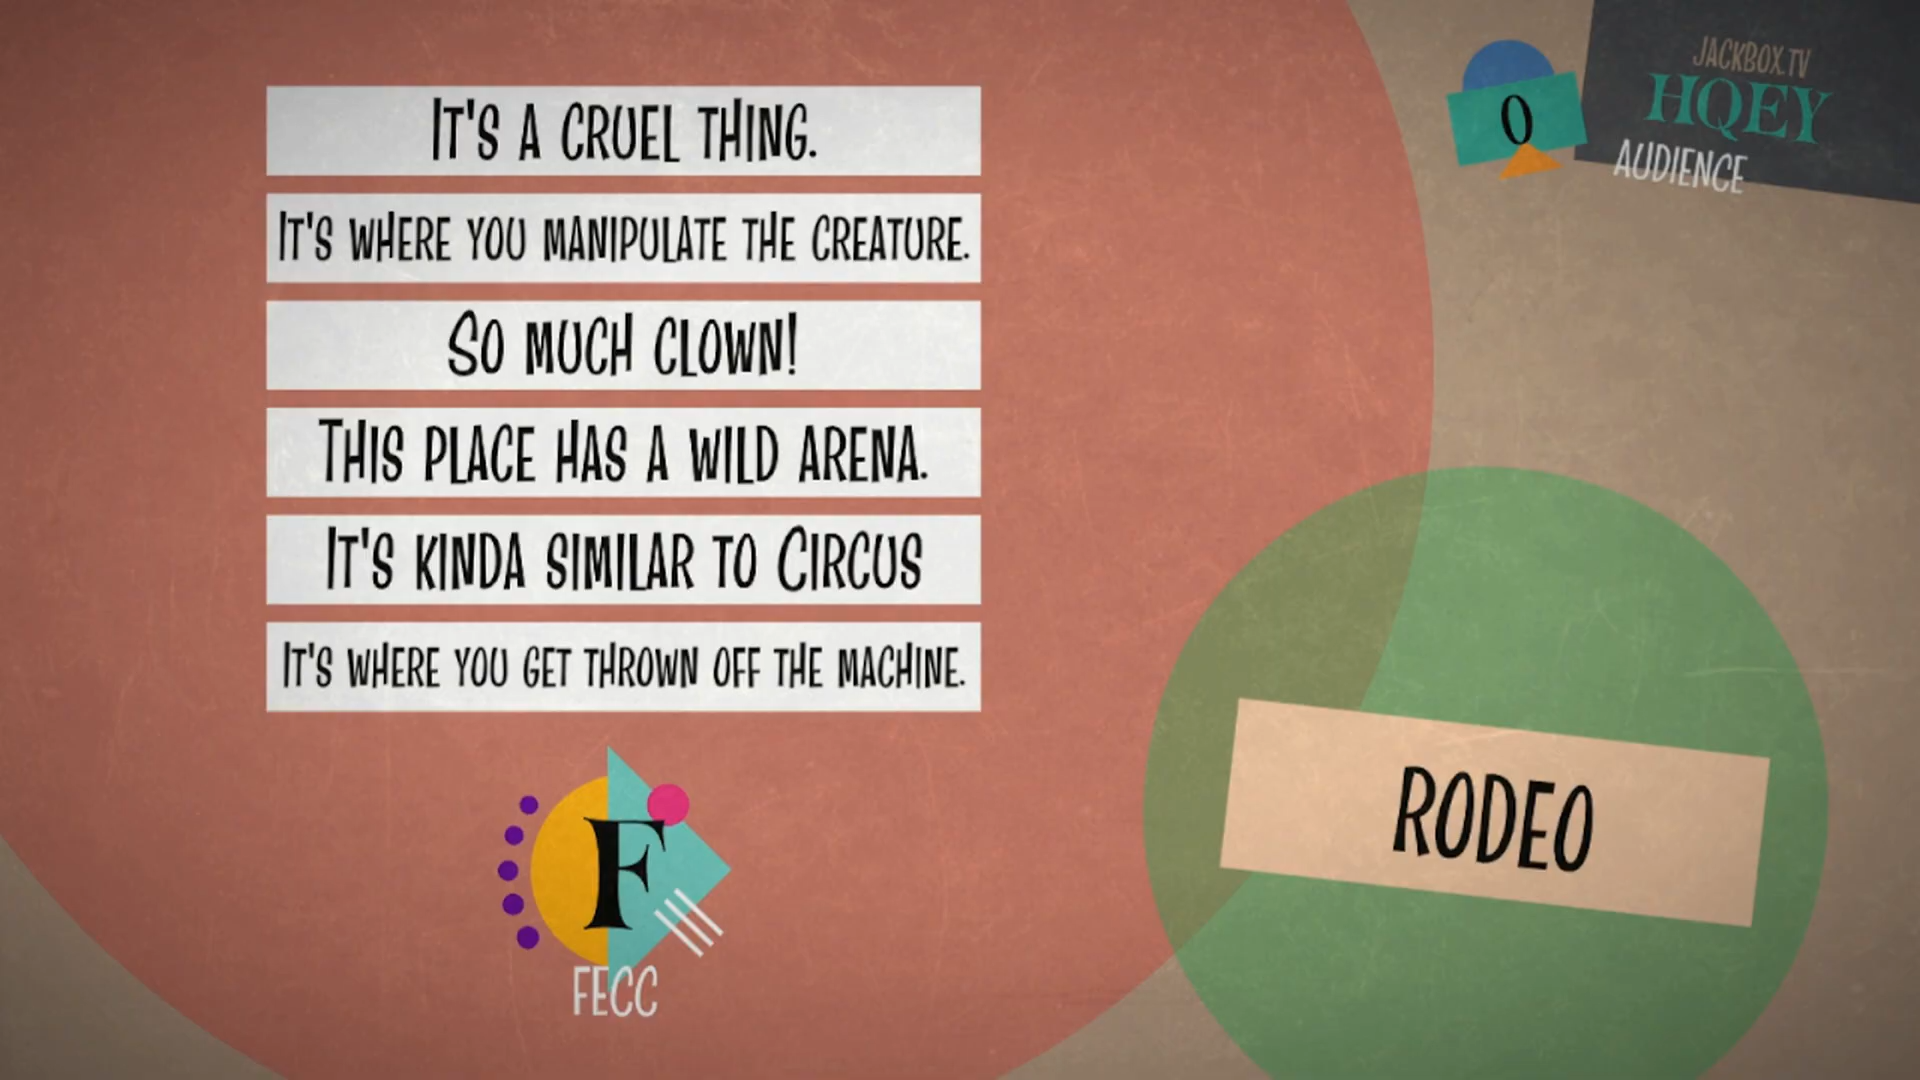 It's a cruel thing.
It's where you manipulate the creature.
So much clown!
This place has a wild arena.
It's kinda similar to Circus
It's where you get thrown off the machine.
F
FECC
0
JACKBOX.TV
HQEY
AUDIENCE
RODEO